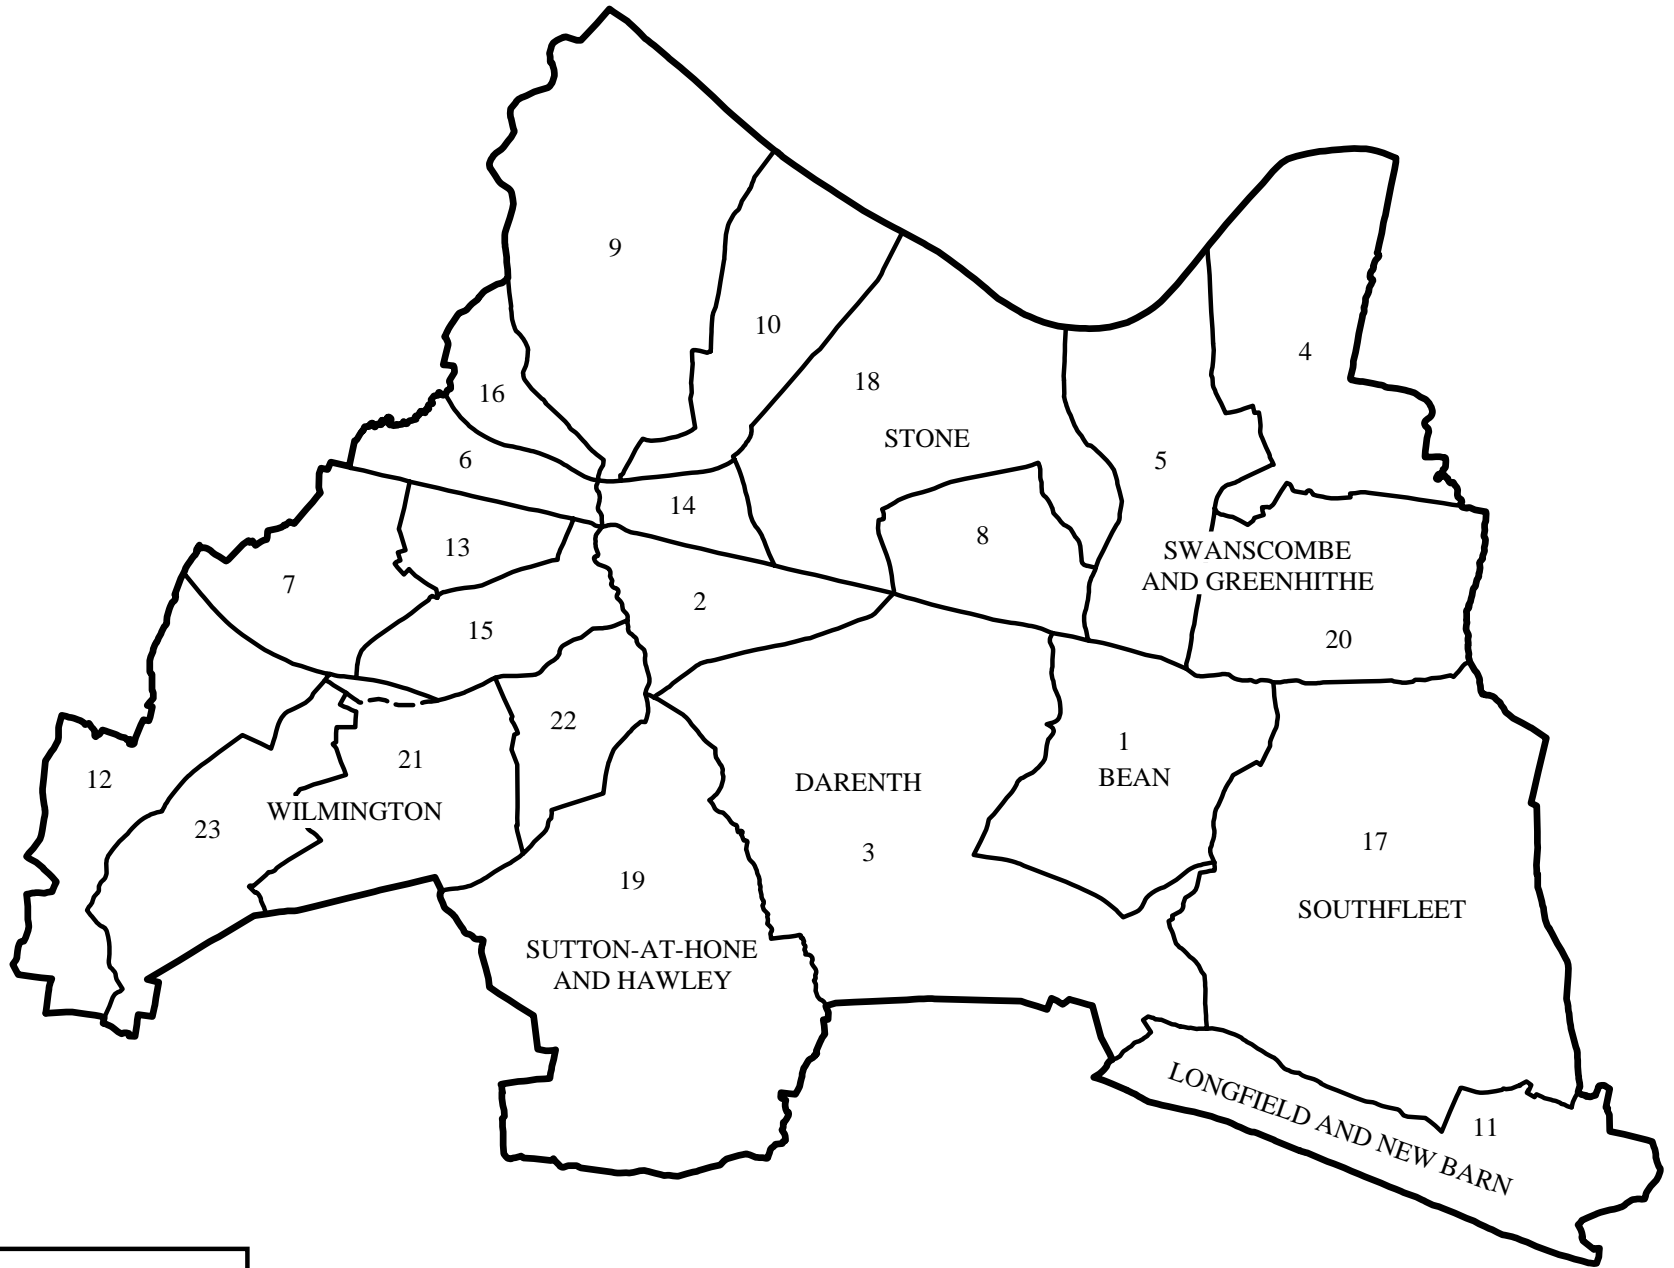 9
10
4
18
16
STONE
6
5
14
8
13
SWANSCOMBE
AND GREENHITHE
7
2
15
20
22
1
21
12
BEAN
DARENTH
WILMINGTON
23
17
3
19
SOUTHFLEET
SUTTON-AT-HONE
AND HAWLEY
LONGFIELD AND NEW BARN
11